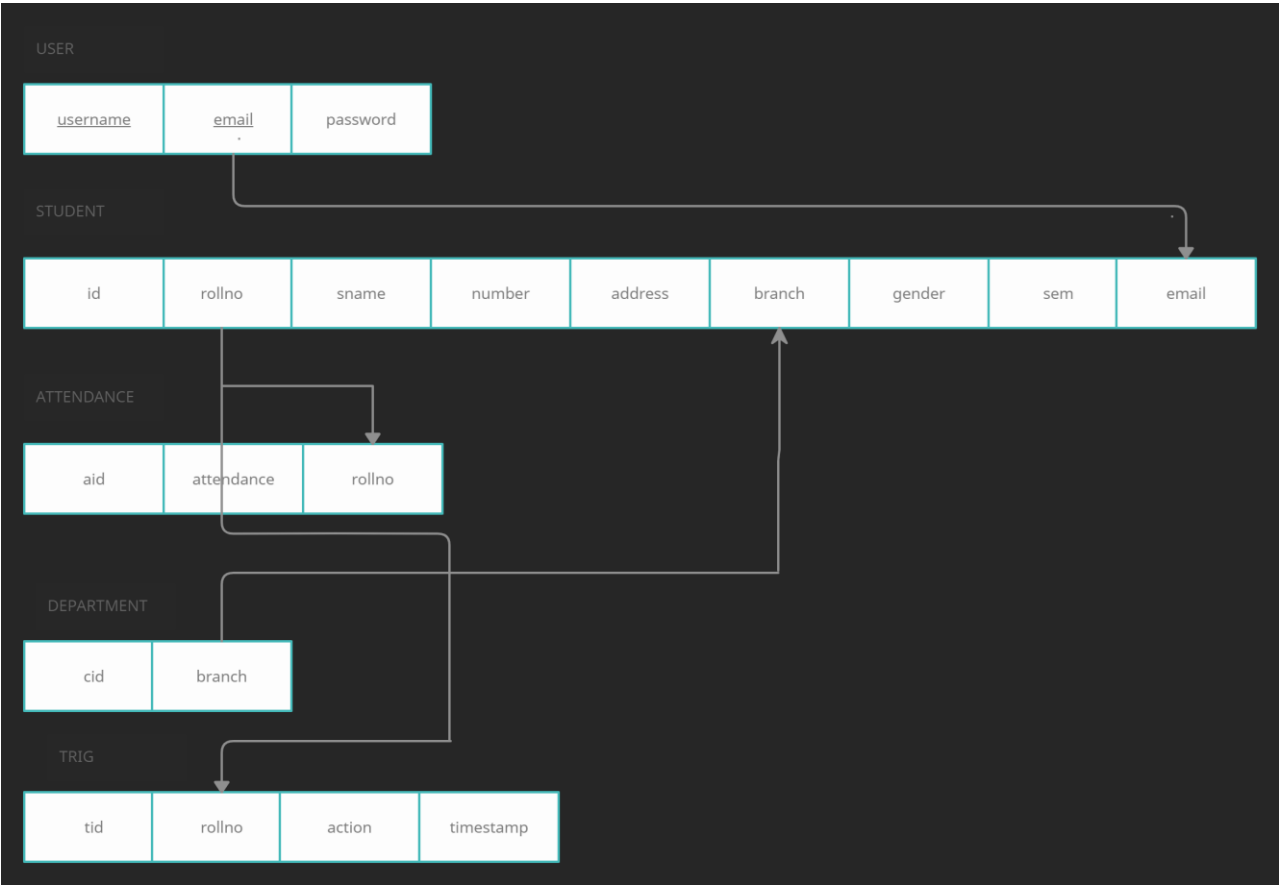 USER
username email password
STUDENT
id rollno sname number address branch gender sem email
ATTENDANCE
aid attendance rollno
DEPARTMENT
cid branch
TRIG
tid rollno action timestamp